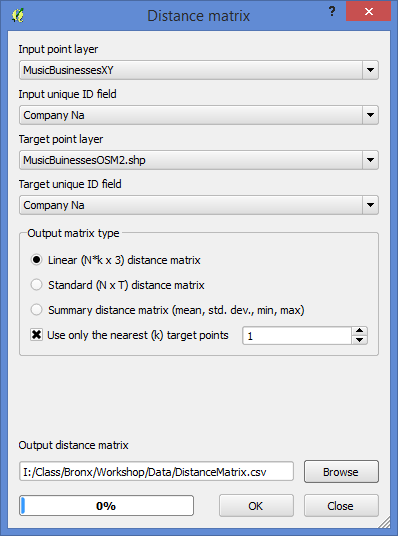 Distance matrix
?
Input point layer
MusicBusinessesXY
Input unique ID field
Company Na
Target point layer
MusicBuinessesOSM2.shp
Target unique ID field
Company Na
Output matrix type
Linear (N*k x 3) distance matrix
Standard (N x T) distance matrix
Summary distance matrix (mean, std. dev., min, max)
Use only the nearest (k) target points 1
Output distance matrix
I:/Class/Bronx/Workshop/Data/DistanceMatrix.csv Browse
0% OK Close